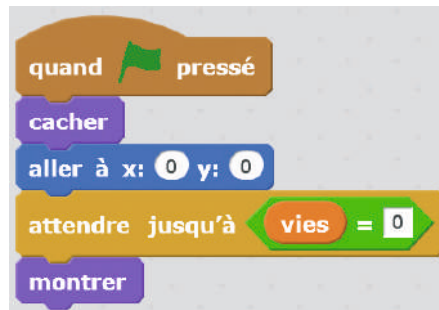 quand pressé
cacher
aller à x: 0 y: 0
attendre jusqu'à vies = 0
montrer